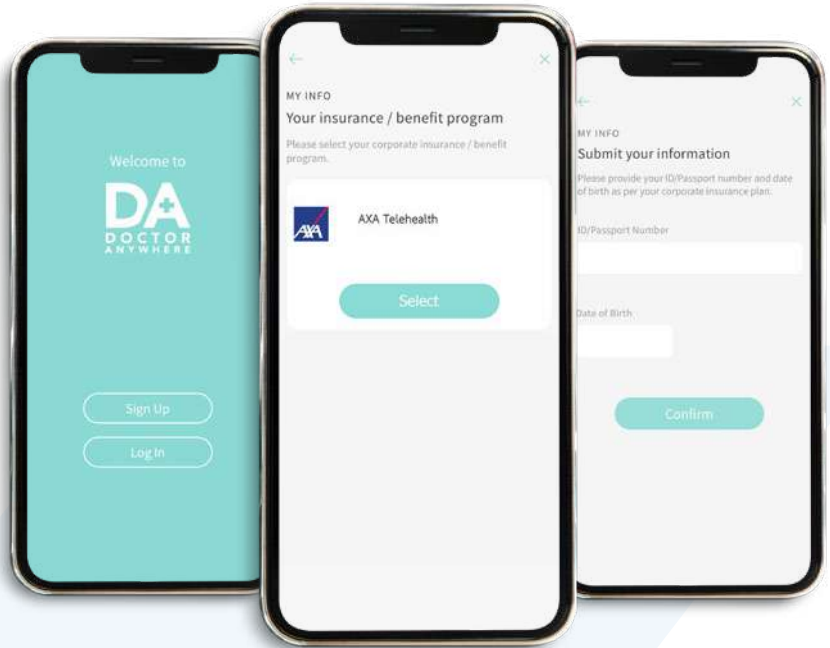 Welcome to
DA
DOCTOR
ANYWHERE
Sign Up
Log In
MY INFO
Your insurance / benefit program
Please select your corporate insurance / benefit
program.
AXA
AXA Telehealth
Select
MY INFO
Submit your information
Please provide your ID/Passport number and date
of birth as per your corporate insurance plan.
ID/Passport Number
Date of Birth
Confirm